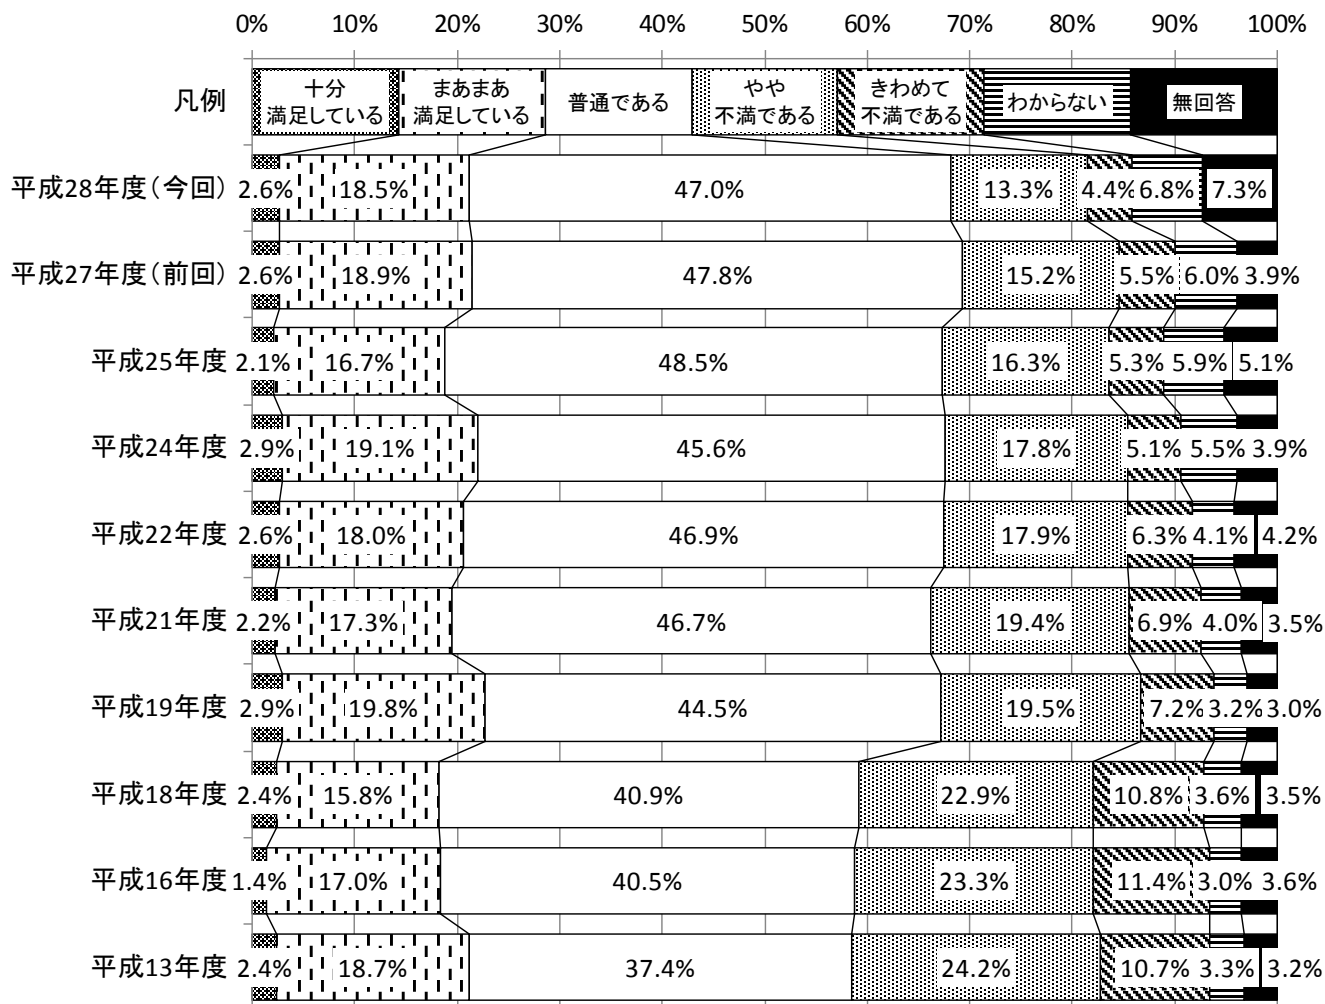 0% 10% 20% 30% 40% 50% 60% 70% 80% 90% 100%
凡例
十分
満足している
まあまあ
満足している
普通である
やや
不満である
きわめて
不満である
わからない
無回答
平成28年度(今回) 2.6% 18.5% 47.0% 13.3% 4.4% 6.8% 7.3%
平成27年度(前回) 2.6% 18.9% 47.8% 15.2% 5.5% 6.0% 3.9%
平成25年度 2.1% 16.7% 48.5% 16.3% 5.3% 5.9% 5.1%
平成24年度 2.9% 19.1% 45.6% 17.8% 5.1% 5.5% 3.9%
平成22年度 2.6% 18.0% 46.9% 17.9% 6.3% 4.1% 4.2%
平成21年度 2.2% 17.3% 46.7% 19.4% 6.9% 4.0% 3.5%
平成19年度 2.9% 19.8% 44.5% 19.5% 7.2% 3.2% 3.0%
平成18年度 2.4% 15.8% 40.9% 22.9% 10.8% 3.6% 3.5%
平成16年度 1.4% 17.0% 40.5% 23.3% 11.4% 3.0% 3.6%
平成13年度 2.4% 18.7% 37.4% 24.2% 10.7% 3.3% 3.2%